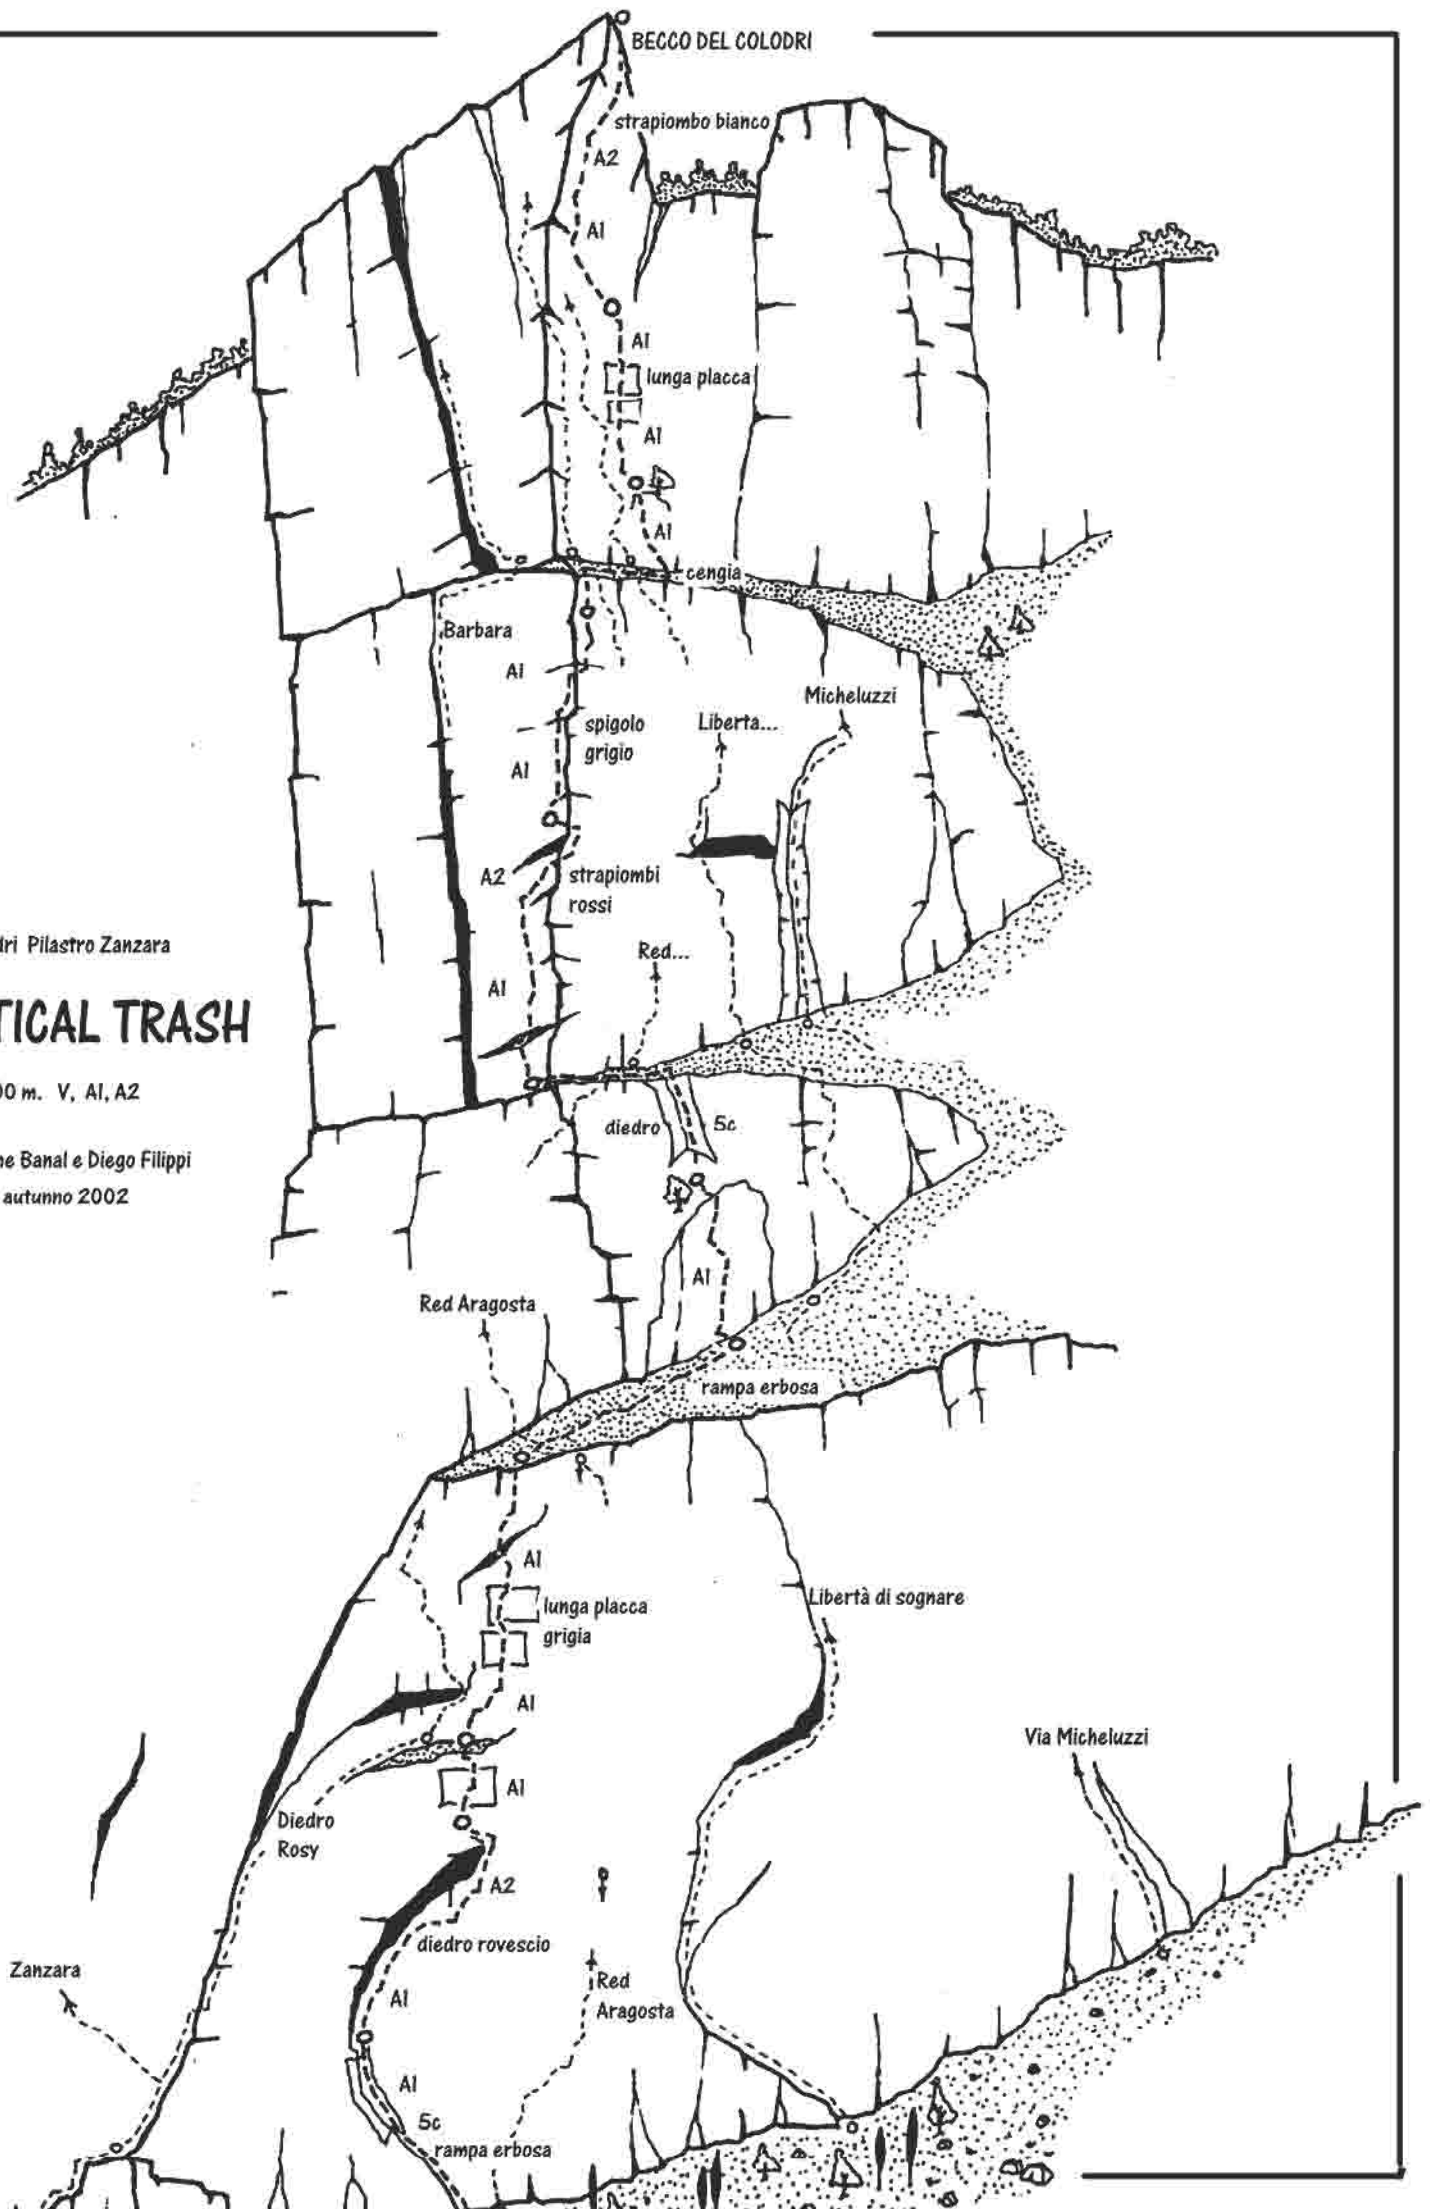 BECCO DEL COLODRI
strapiombo bianco
A2
A1
A1
lunga placca
A1
A1
cengia
Barbara
A1
Micheluzzi
spigolo
grigio
Liberta...
A1
A2
strapiombi
rossi
dri Pilastro Zanzara
Red...
A1
TICAL TRASH
00 m. V, A1, A2
diedro
5c
ne Banal e Diego Filippi
autunno 2002
A1
Red Aragosta
rampa erbosa
A1
lunga placca
grigia
Libertà di sognare
A1
Via Micheluzzi
A1
Diedro
Rosy
A2
diedro rovescio
Zanzara
Red
Aragosta
A1
A1
5c
rampa erbosa